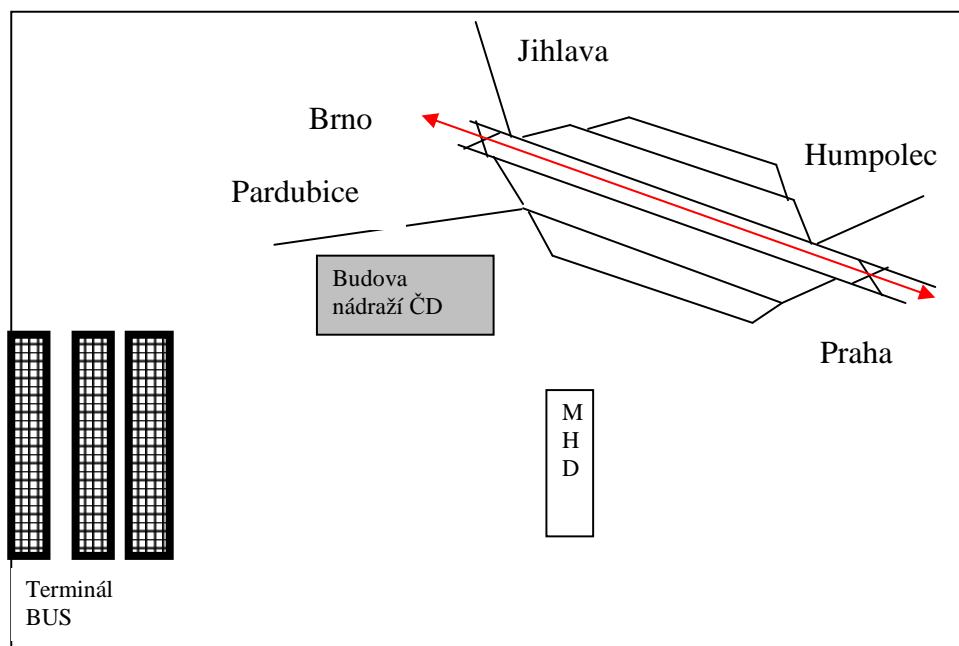 Jihlava
Brno
Humpolec
Pardubice
Budova
nádraží ČD
Praha
M
H
D
Terminál
BUS